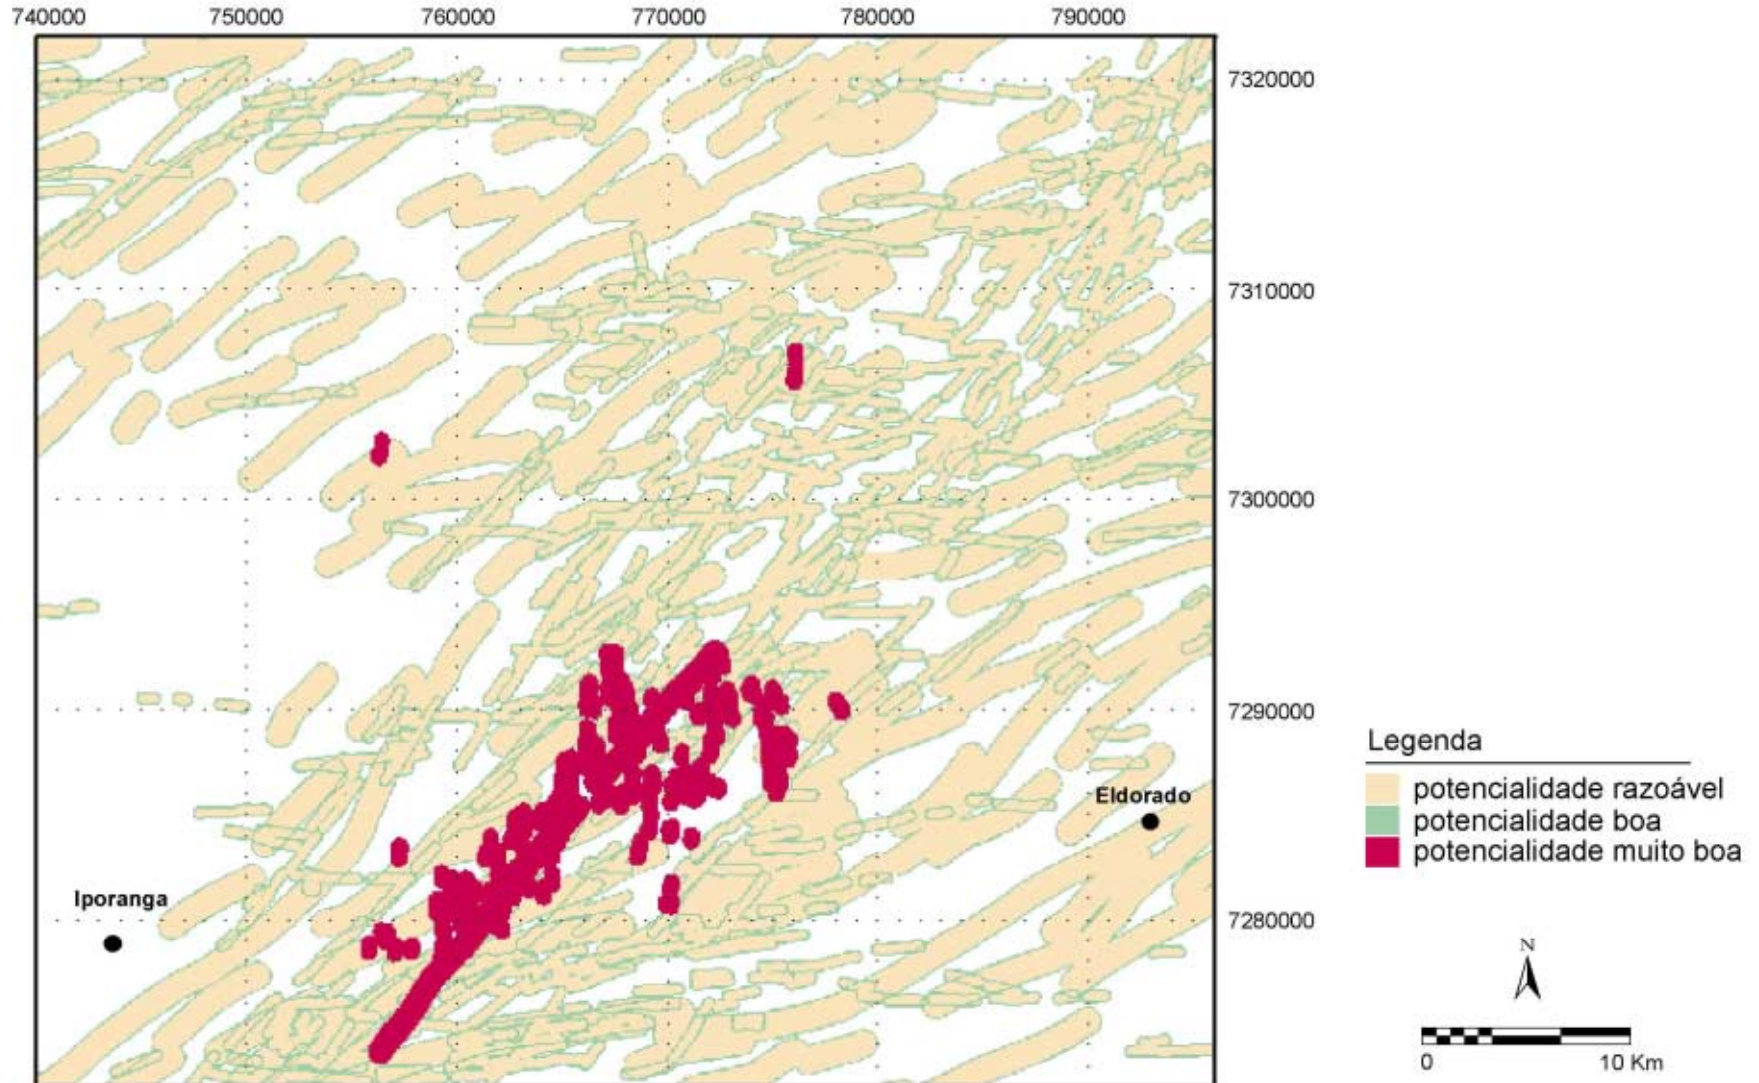 740000 750000 760000 770000 780000 790000
7320000
7310000
7300000
7290000
7280000
Eldorado
Iporanga
Legenda
potencialidade razoável
potencialidade boa
potencialidade muito boa
N
0 10 Km